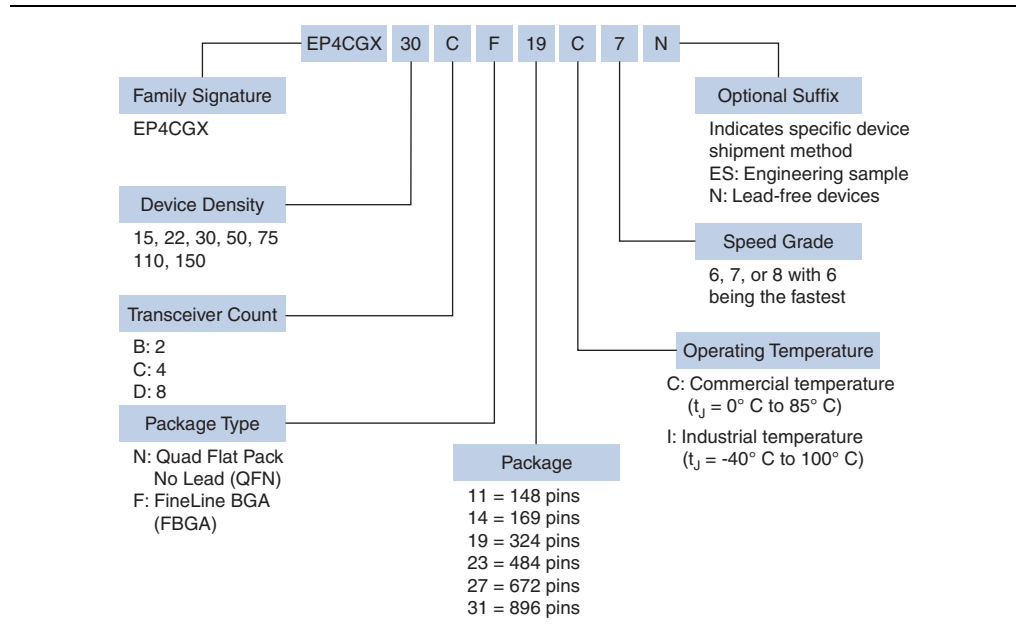 EP4CGX 30 C F 19 C 7 N
Family Signature
EP4CGX
Device Density
15, 22, 30, 50, 75
110, 150
Transceiver Count
B: 2
C: 4
D: 8
Package Type
N: Quad Flat Pack
No Lead (QFN)
F: FineLine BGA
(FBGA)
Package
11 = 148 pins
14 = 169 pins
19 = 324 pins
23 = 484 pins
27 = 672 pins
31 = 896 pins
Optional Suffix
Indicates specific device
shipment method
ES: Engineering sample
N: Lead-free devices
Speed Grade
6, 7, or 8 with 6
being the fastest
Operating Temperature
C: Commercial temperature
(tJ = 0° C to 85° C)
I: Industrial temperature
(tJ = -40° C to 100° C)